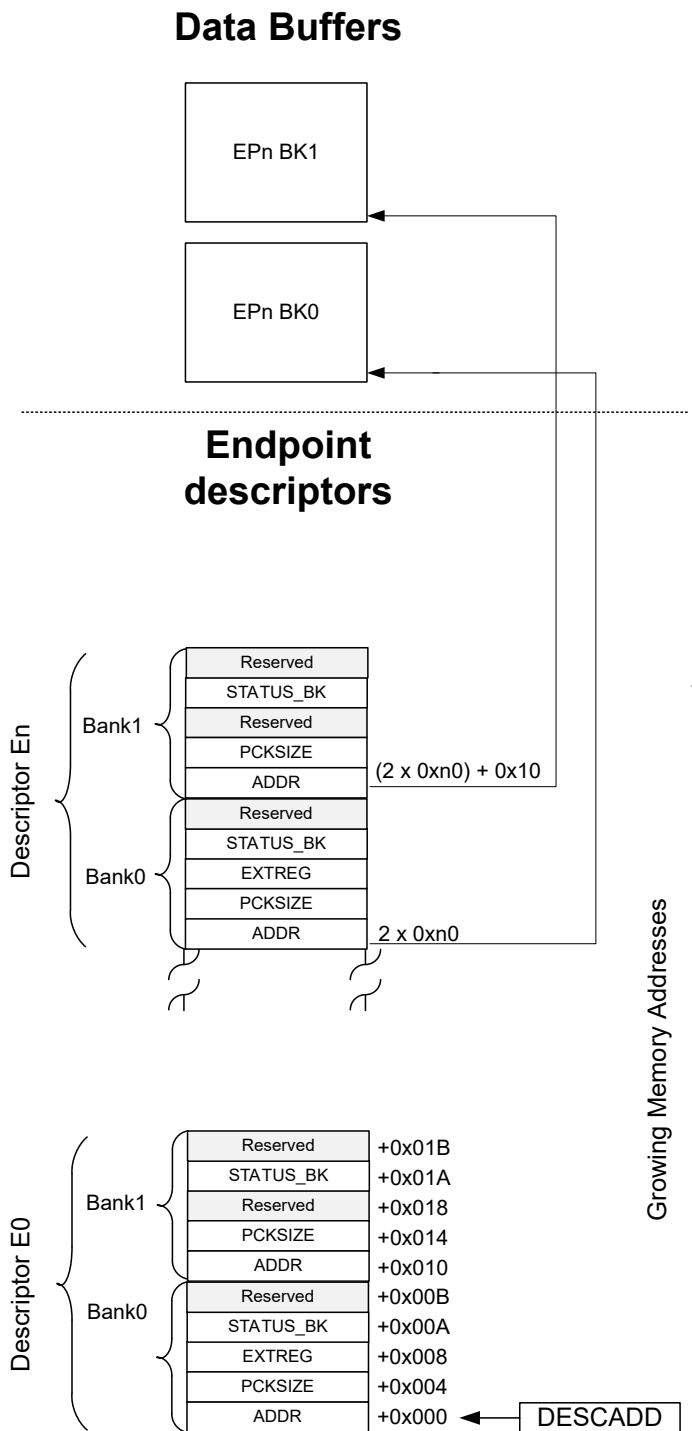 Data Buffers
EPn BK1
EPn BK0
Endpoint
descriptors
Descriptor En
Bank1
Reserved
STATUS_BK
Reserved
PCKSIZE
ADDR
(2 x 0xn0) + 0x10
Bank0
Reserved
STATUS_BK
EXTREG
PCKSIZE
ADDR
2 x 0xn0
Growing Memory Addresses
Descriptor E0
Bank1
Reserved +0x01B
STATUS_BK +0x01A
Reserved +0x018
PCKSIZE +0x014
ADDR +0x010
Bank0
Reserved +0x00B
STATUS_BK +0x00A
EXTREG +0x008
PCKSIZE +0x004
ADDR +0x000 DESCADD